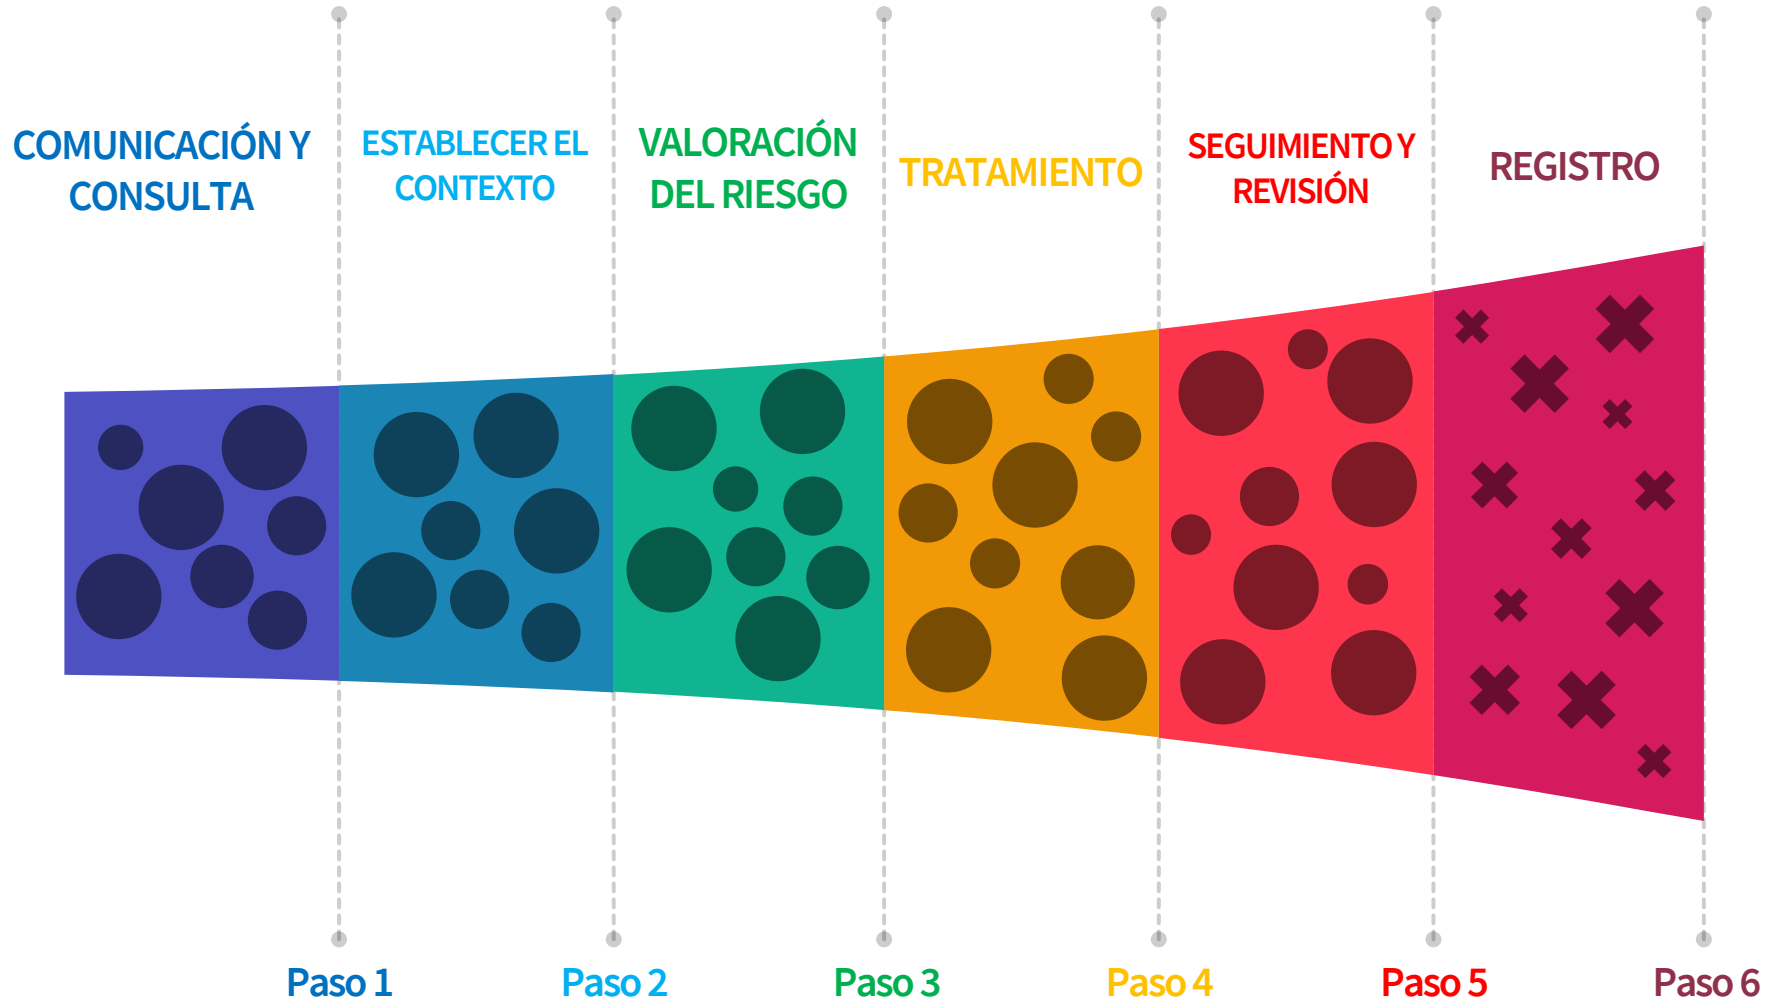 COMUNICACIÓN Y
CONSULTA
ESTABLECER EL
CONTEXTO
VALORACIÓN
DEL RIESGO
TRATAMIENTO
SEGUIMIENTO Y
REVISIÓN
REGISTRO
Paso 1
Paso 2
Paso 3
Paso 4
Paso 5
Paso 6